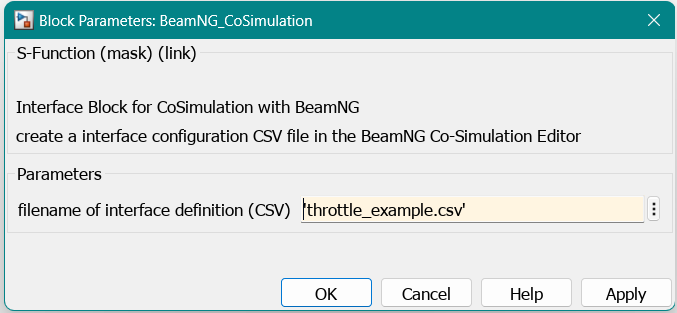 Block Parameters: BeamNG_CoSimulation
S-Function (mask) (link)
Interface Block for CoSimulation with BeamNG
create a interface configuration CSV file in the BeamNG Co-Simulation Editor
Parameters
filename of interface definition (CSV) 'throttle_example.csv'
OK Cancel Help Apply